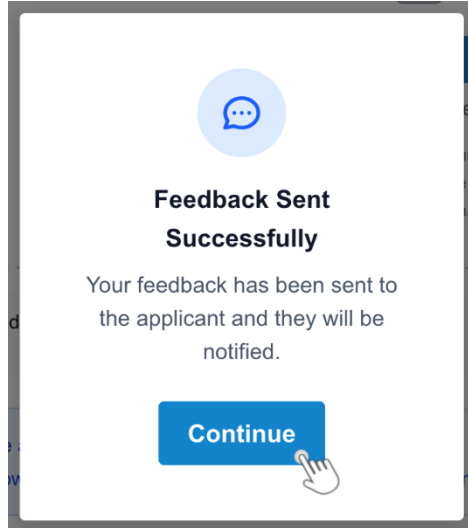 Feedback Sent
Successfully
Your feedback has been sent to
the applicant and they will be
notified.
Continue